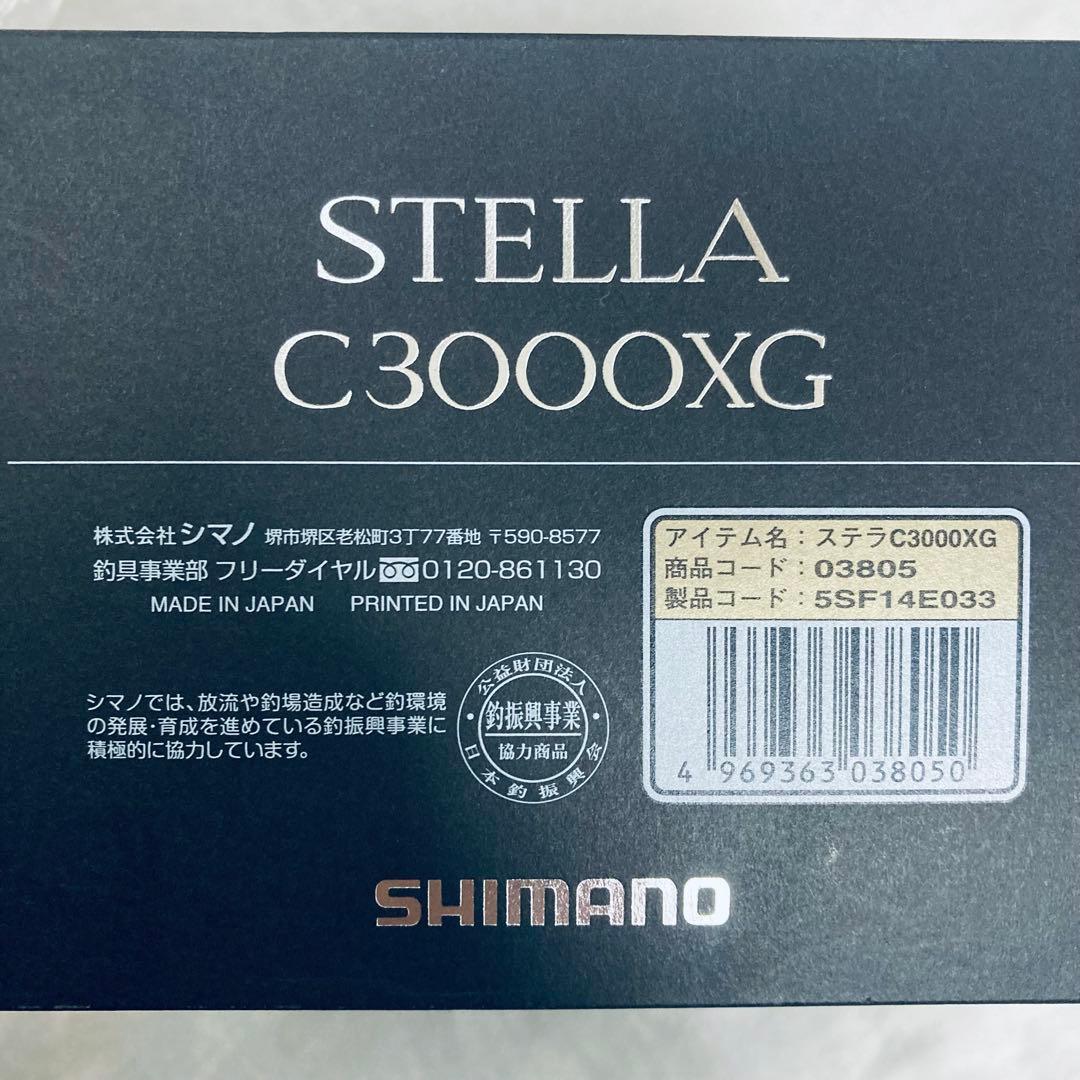 STELLA
C3000XG
株式会社 シマノ 堺市堺区老松町3丁77番地 〒590-8577
釣具事業部 フリーダイヤル 0120-861130
MADE IN JAPAN PRINTED IN JAPAN
シマノでは、放流や釣場造成など釣環境
の発展・育成を進めている釣振興事業に
積極的に協力しています。
公益財団法人
・釣振興事業・
協力商品
日本釣振興会
アイテム名：ステラC3000XG
商品コード：03805
製品コード：5SF14E033
4 969363 038050
SHIMANO